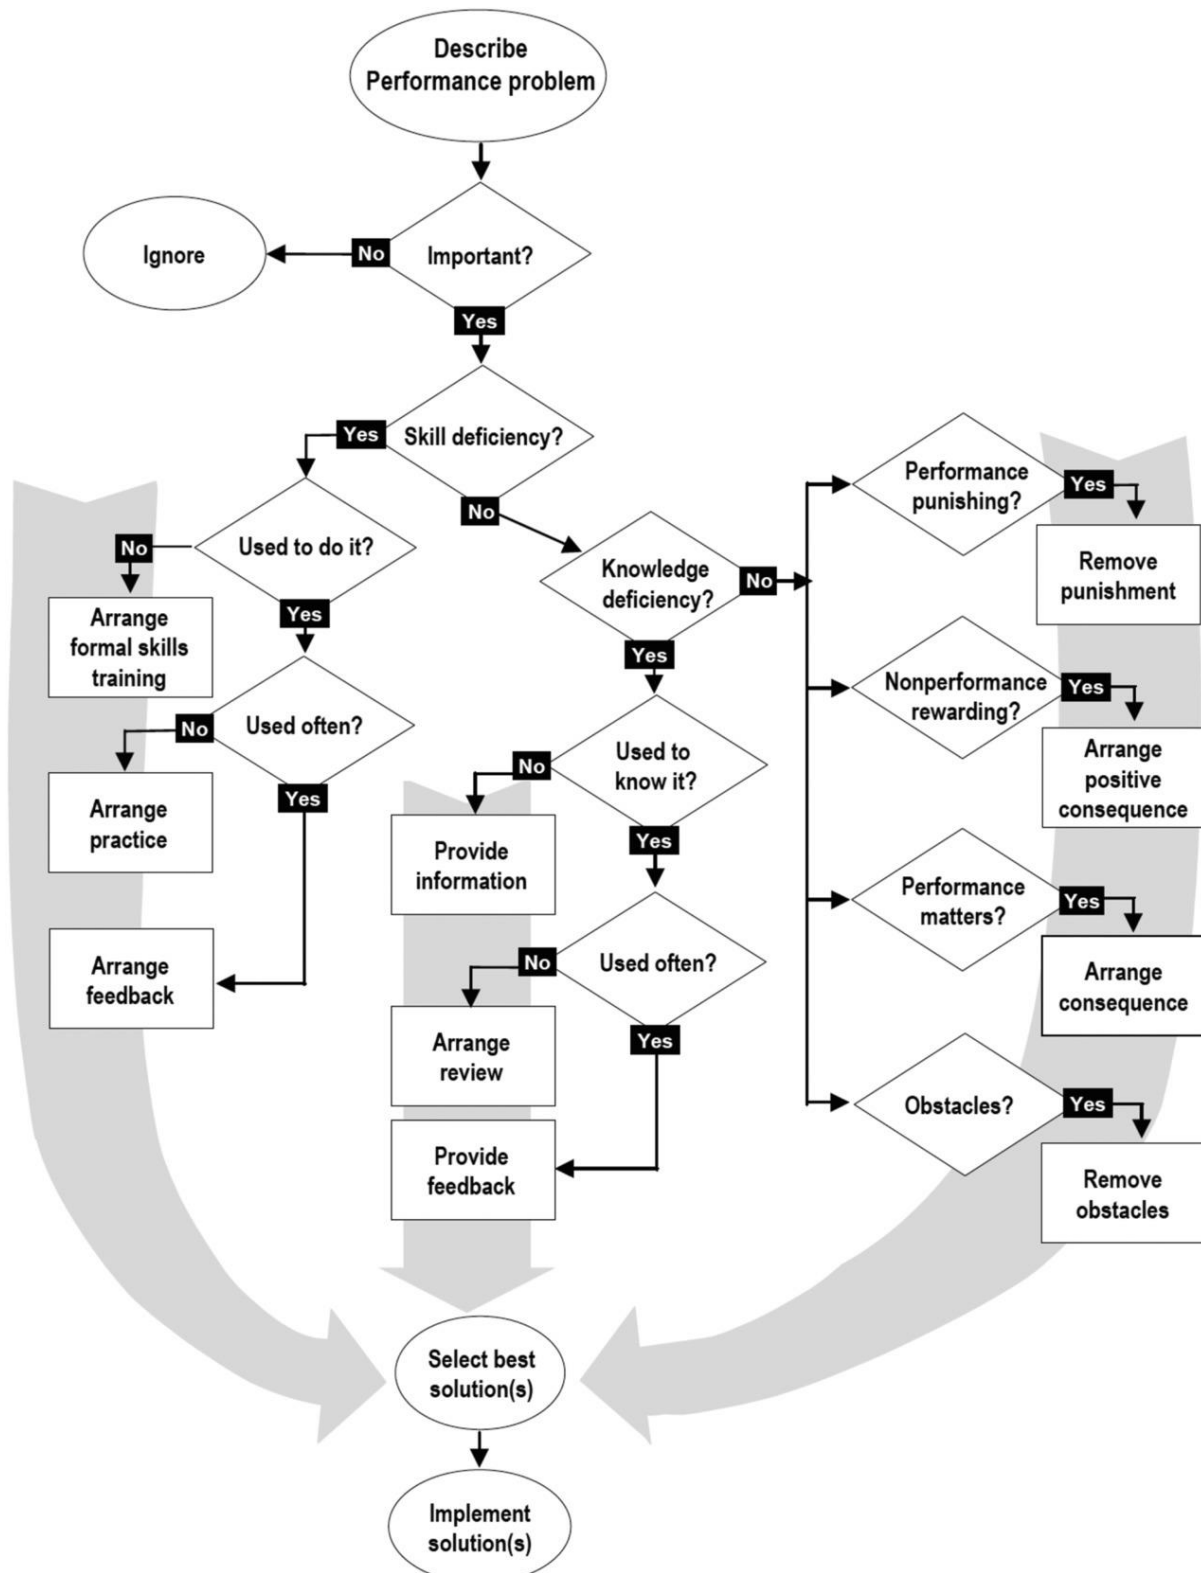 Describe
Performance problem
Ignore
No
Important?
Yes
Yes
Skill deficiency?
No
No
Used to do it?
Yes
Arrange
formal skills
training
No
Used often?
Yes
Arrange
practice
Arrange
feedback
Knowledge
deficiency?
No
Yes
No
Used to
know it?
Yes
Provide
information
No
Used often?
Yes
Arrange
review
Provide
feedback
Performance
punishing?
Yes
Remove
punishment
Nonperformance
rewarding?
Yes
Arrange
positive
consequence
Performance
matters?
Yes
Arrange
consequence
Obstacles?
Yes
Remove
obstacles
Select best
solution(s)
Implement
solution(s)